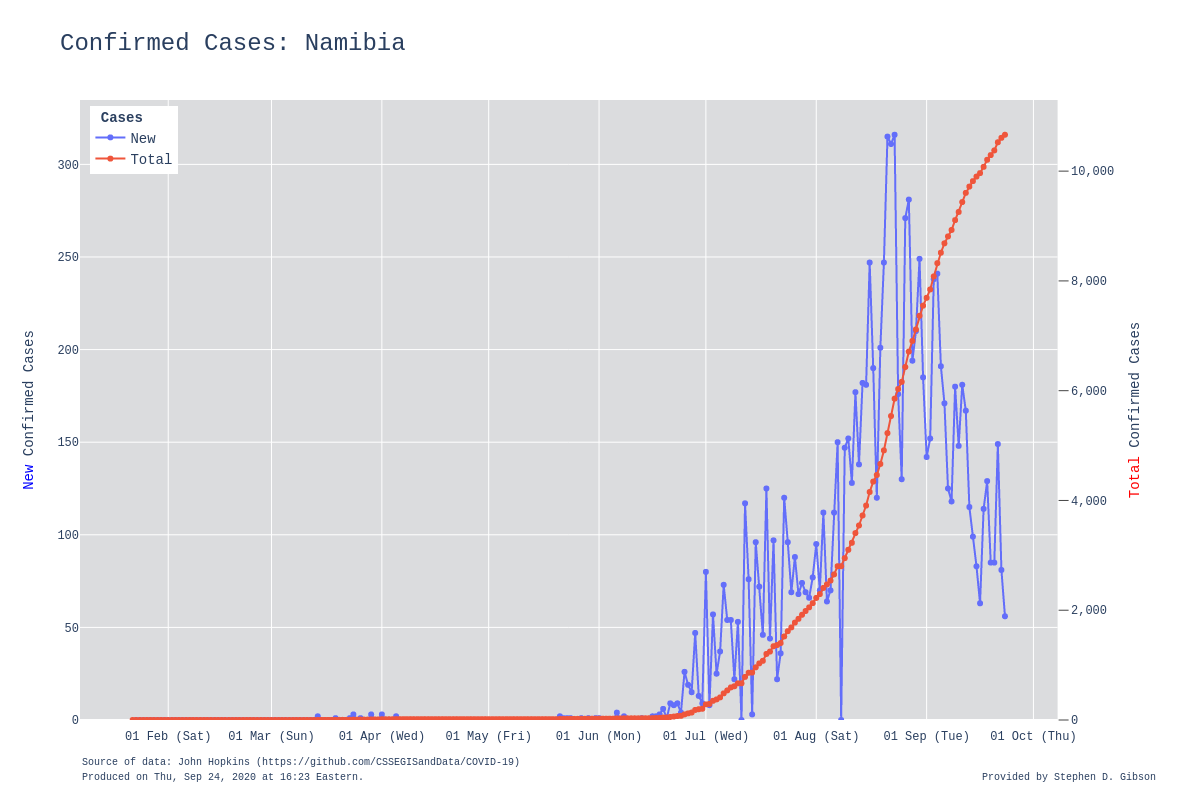 Confirmed Cases: Namibia
Cases
New
Total
300
250
200
150
100
50
0
10,000
8,000
6,000
4,000
2,000
0
New Confirmed Cases
Total Confirmed Cases
01 Feb (Sat) 01 Mar (Sun) 01 Apr (Wed) 01 May (Fri) 01 Jun (Mon) 01 Jul (Wed) 01 Aug (Sat) 01 Sep (Tue) 01 Oct (Thu)
Source of data: John Hopkins (https://github.com/CSSEGISandData/COVID-19)
Produced on Thu, Sep 24, 2020 at 16:23 Eastern.
Provided by Stephen D. Gibson